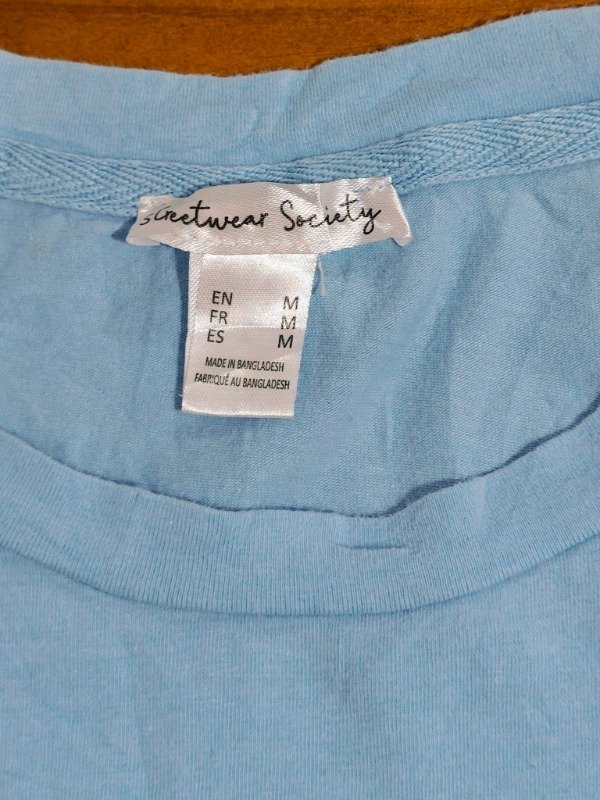 Streetwear Society
EN M
FR M
ES M
MADE IN BANGLADESH
FABRIQUÉ AU BANGLADESH